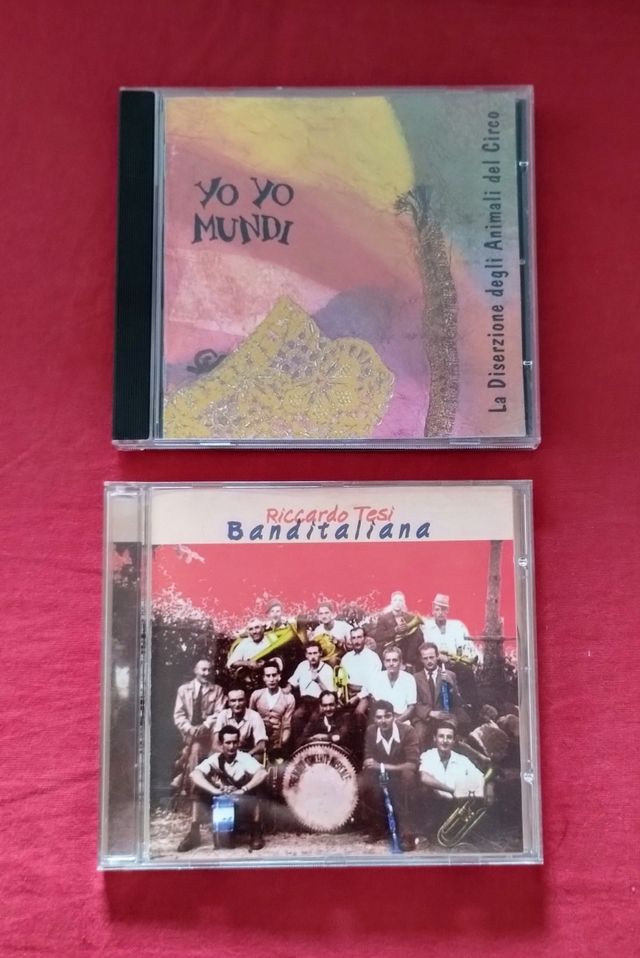 YO YO
MUNDI
La Diserzione degli Animali del Circo
Riccardo Tesi
Banditaliana